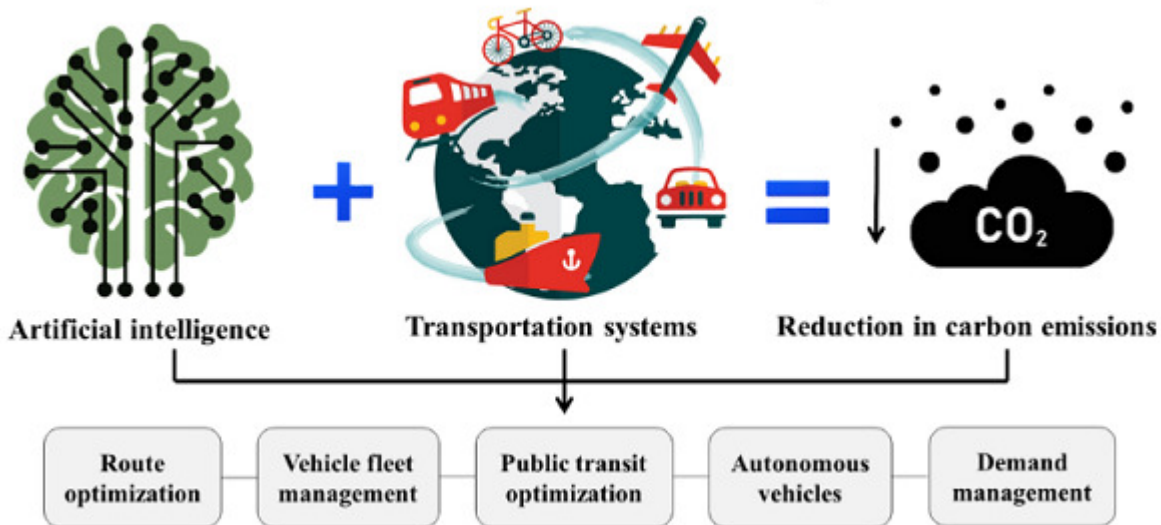 CO₂
Artificial intelligence
Transportation systems
Reduction in carbon emissions
Route
optimization
Vehicle fleet
management
Public transit
optimization
Autonomous
vehicles
Demand
management